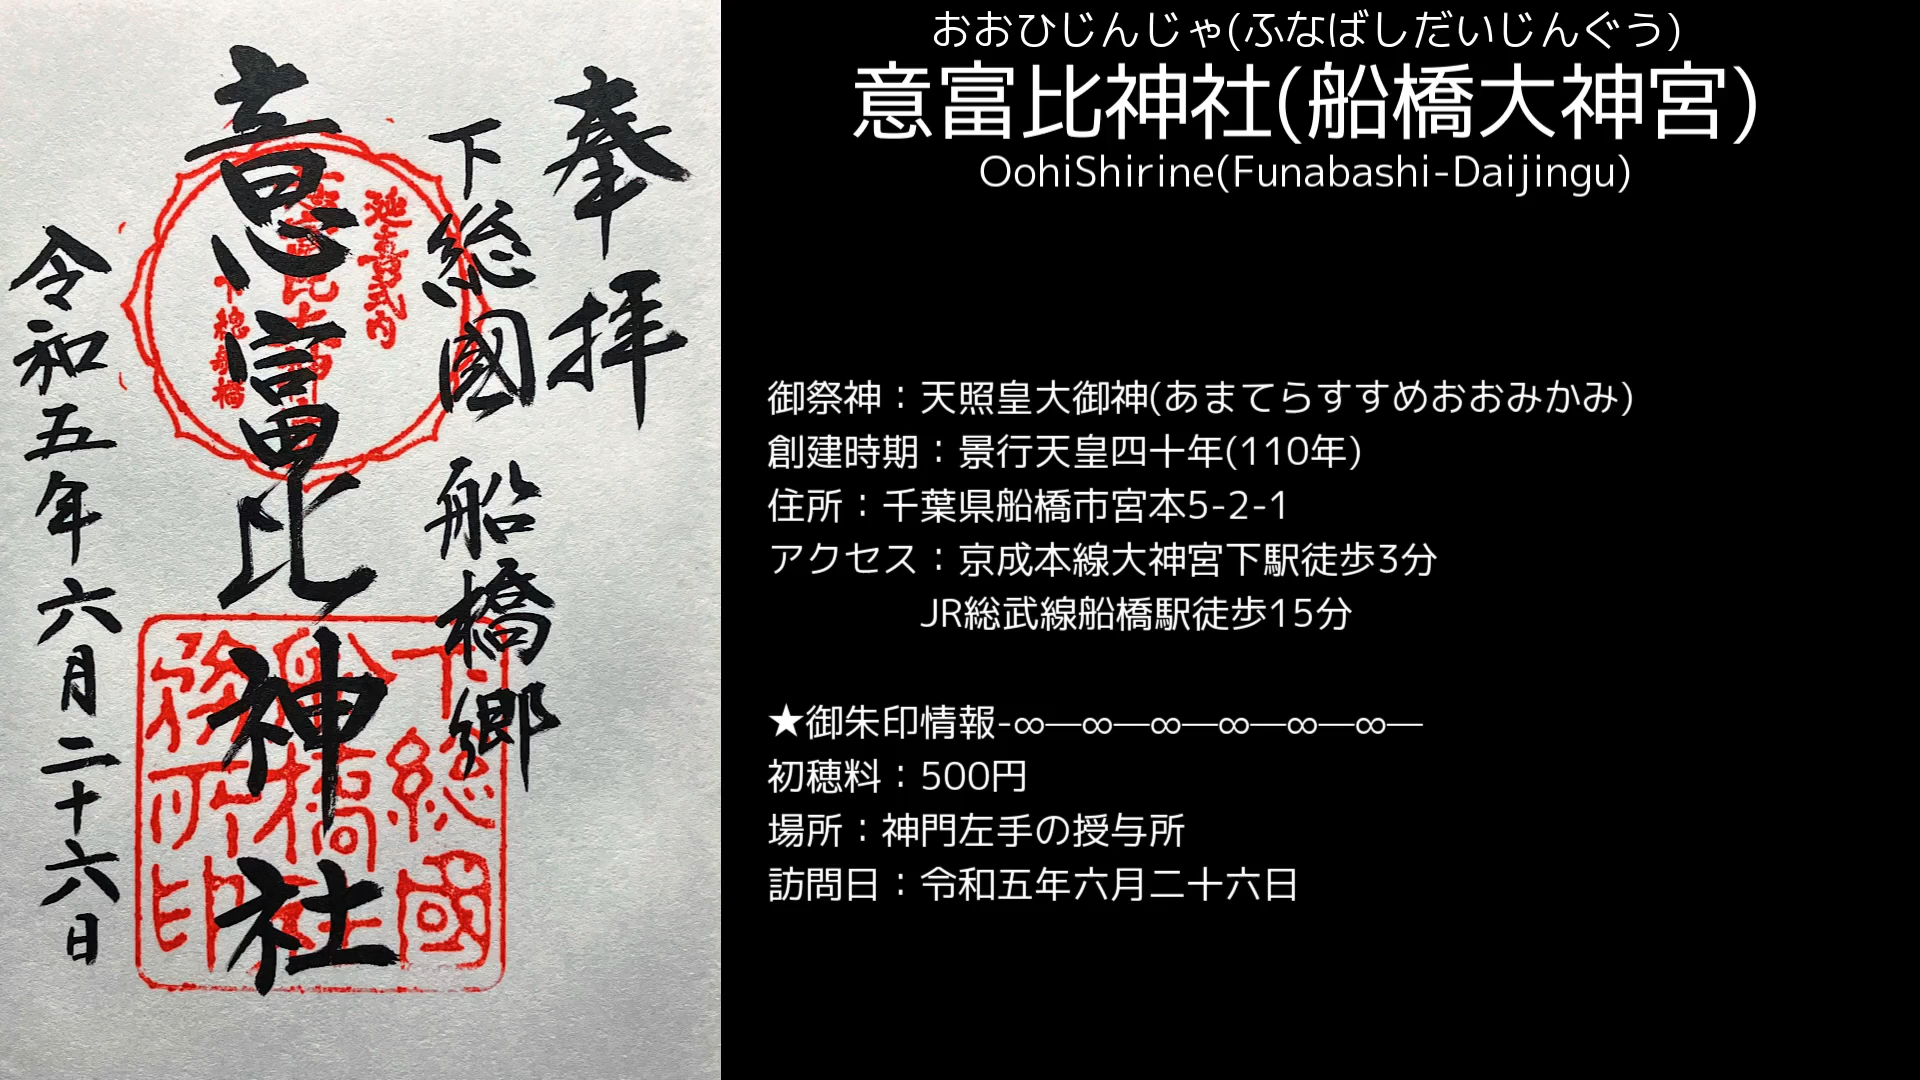 奉拝
下総國 船橋郷
意富比神社
令和五年六月二十六日
延喜式内
下総船橋
おおひじんじゃ(ふなばしだいじんぐう)
意富比神社(船橋大神宮)
OohiShirine(Funabashi-Daijingu)
御祭神：天照皇大御神(あまてらすすめおおみかみ)
創建時期：景行天皇四十年(110年)
住所：千葉県船橋市宮本5-2-1
アクセス：京成本線大神宮下駅徒歩3分
JR総武線船橋駅徒歩15分
★御朱印情報-∞—∞—∞—∞—∞—∞—
初穂料：500円
場所：神門左手の授与所
訪問日：令和五年六月二十六日